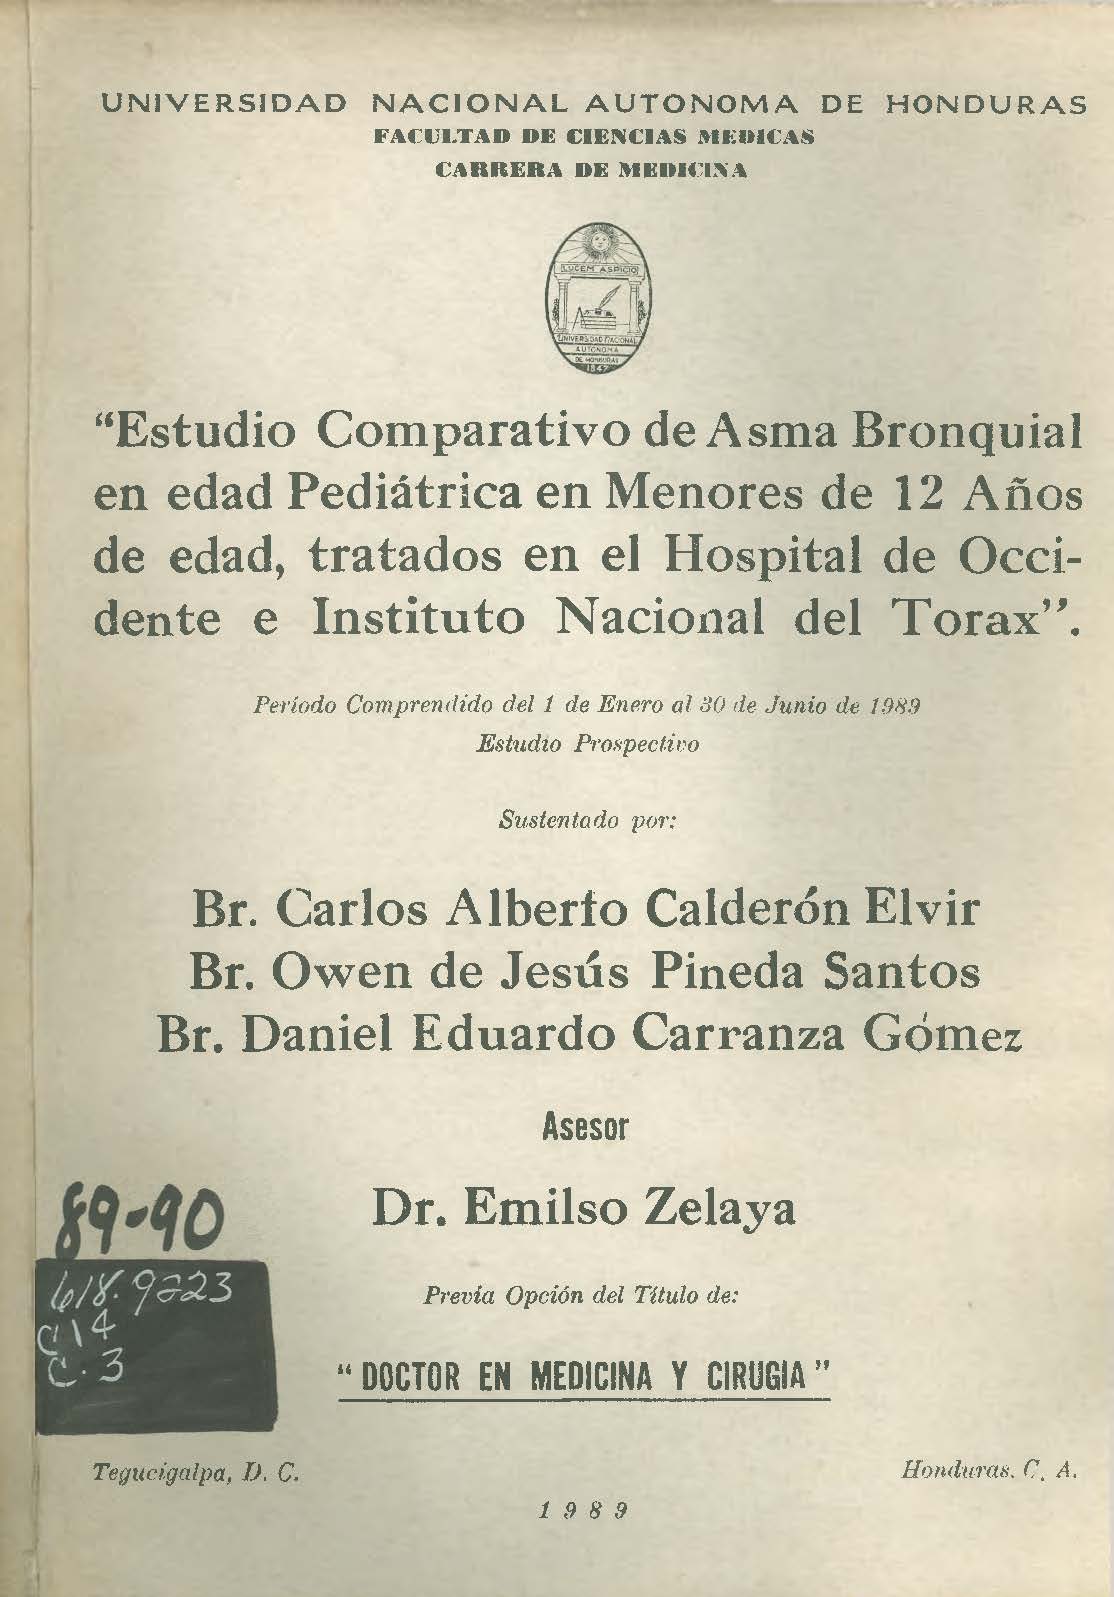 UNIVERSIDAD NACIONAL AUTONOMA DE HONDURAS
FACULTAD DE CIENCIAS MEDICAS
CARRERA DE MEDICINA
LUCEM ASPICIO
UNIVERSIDAD NACIONAL
AUTONOMA
DE HONDURAS
1847
“Estudio Comparativo de Asma Bronquial
en edad Pediátrica en Menores de 12 Años
de edad, tratados en el Hospital de Occi-
dente e Instituto Nacional del Torax”.
Período Comprendido del 1 de Enero al 30 de Junio de 1989
Estudio Prospectivo
Sustentado por:
Br. Carlos Alberto Calderón Elvir
Br. Owen de Jesús Pineda Santos
Br. Daniel Eduardo Carranza Gómez
Asesor
Dr. Emilso Zelaya
89-90
618.9223
C14
C.3
Previa Opción del Título de:
“DOCTOR EN MEDICINA Y CIRUGIA”
Tegucigalpa, D. C.
Honduras. C. A.
1989